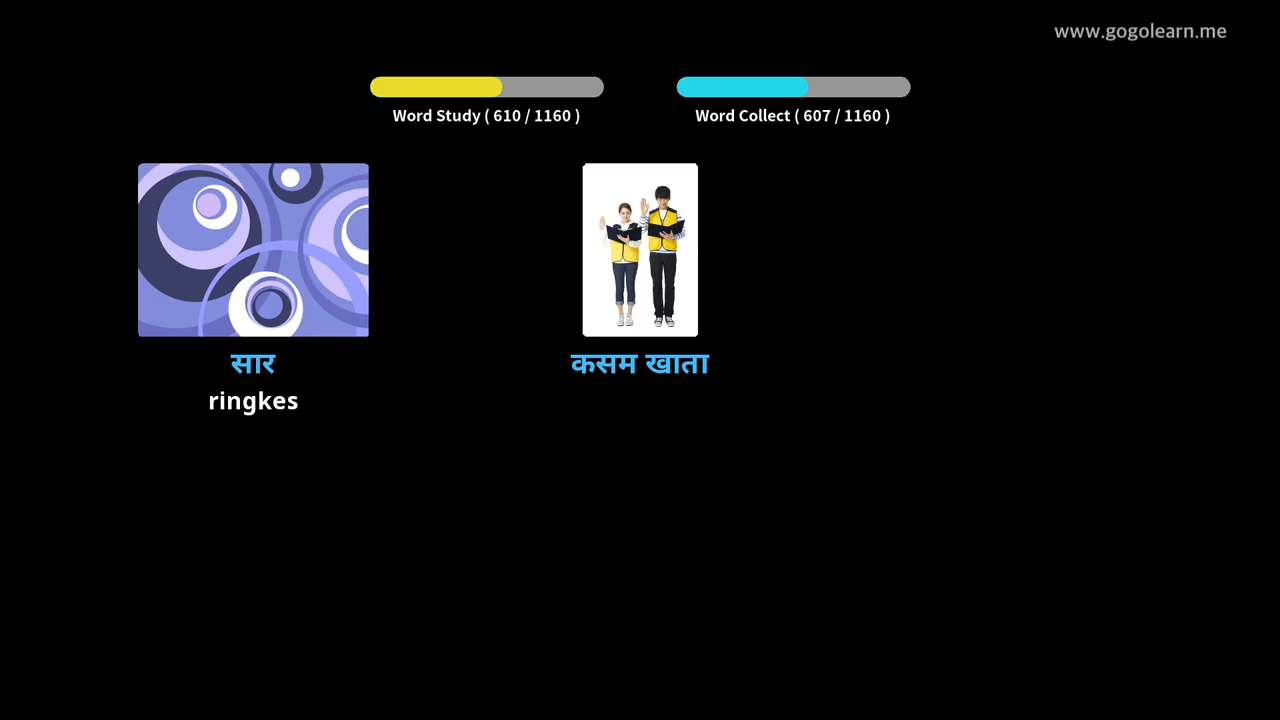 www.gogolearn.me
Word Study ( 610 / 1160 )
Word Collect ( 607 / 1160 )
सार
ringkes
कसम खाता